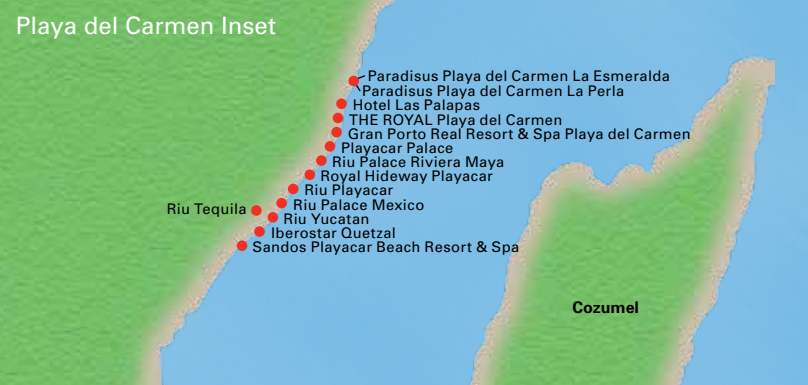 Playa del Carmen Inset
Paradisus Playa del Carmen La Esmeralda
Paradisus Playa del Carmen La Perla
Hotel Las Palapas
THE ROYAL Playa del Carmen
Gran Porto Real Resort & Spa Playa del Carmen
Playacar Palace
Riu Palace Riviera Maya
Royal Hideway Playacar
Riu Playacar
Riu Palace Mexico
Riu Tequila
Riu Yucatan
Iberostar Quetzal
Sandos Playacar Beach Resort & Spa
Cozumel